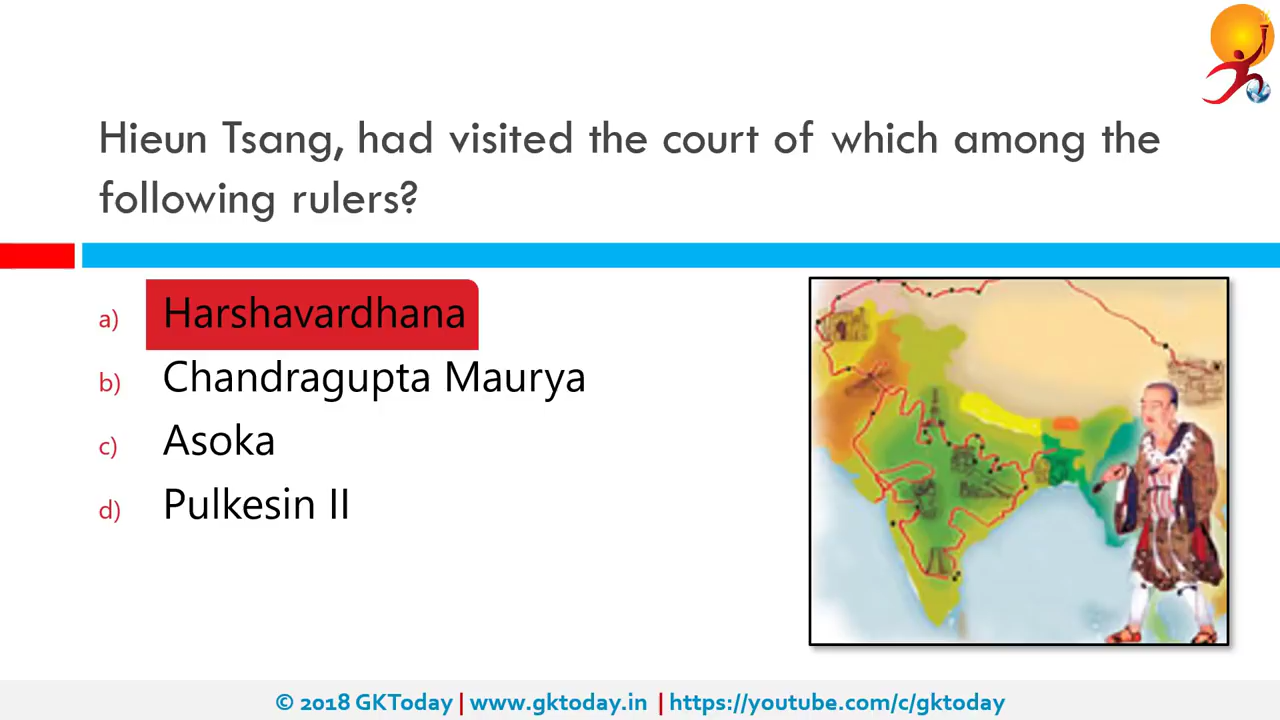 Hieun Tsang, had visited the court of which among the
following rulers?
a) Harshavardhana
b) Chandragupta Maurya
c) Asoka
d) Pulkesin II
© 2018 GKToday | www.gktoday.in | https://youtube.com/c/gktoday